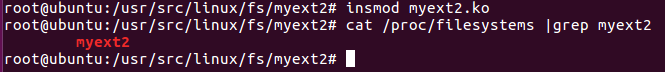 root@ubuntu:/usr/src/linux/fs/myext2# insmod myext2.ko
root@ubuntu:/usr/src/linux/fs/myext2# cat /proc/filesystems |grep myext2
myext2
root@ubuntu:/usr/src/linux/fs/myext2#